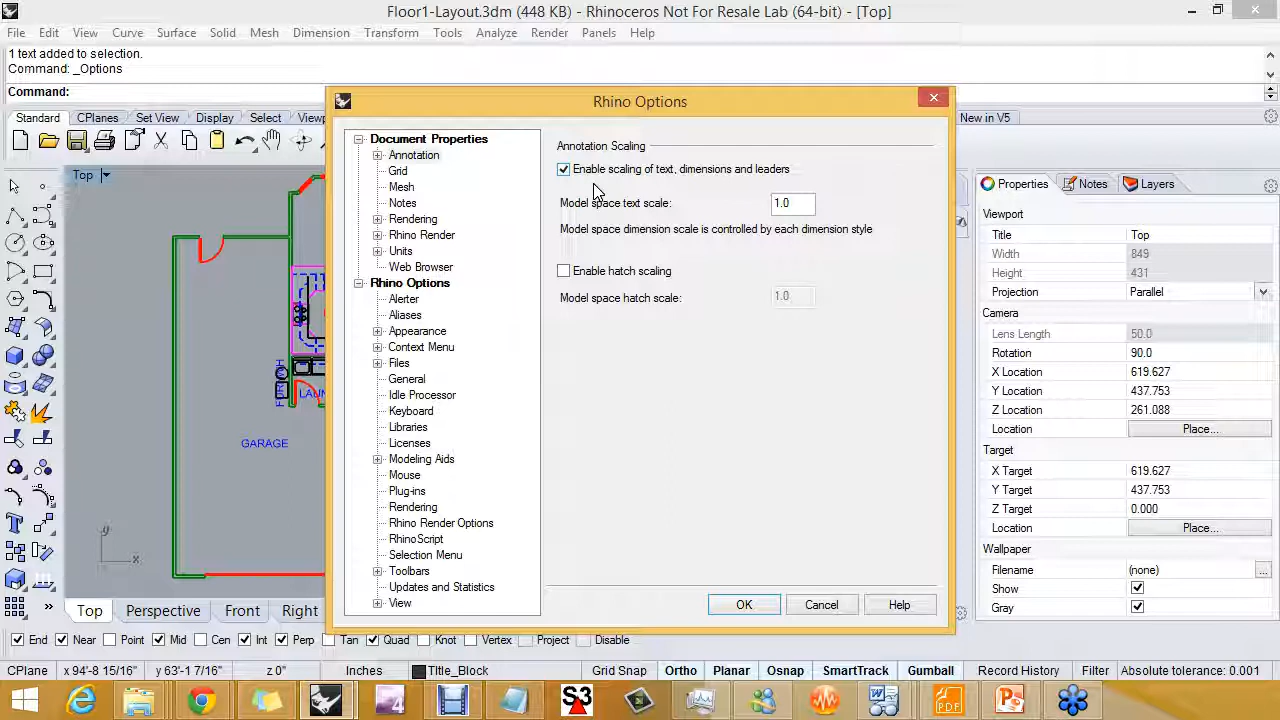 Floor1-Layout.3dm (448 KB) - Rhinoceros Not For Resale Lab (64-bit) - [Top]
File Edit View Curve Surface Solid Mesh Dimension Transform Tools Analyze Render Panels Help
1 text added to selection.
Command: _Options
Command:
Standard CPlanes Set View Display Select New in V5
Rhino Options
Top
Document Properties
Annotation
Grid
Mesh
Notes
Rendering
Rhino Render
Units
Web Browser
Rhino Options
Alerter
Aliases
Appearance
Context Menu
Files
General
Idle Processor
Keyboard
Libraries
Licenses
Modeling Aids
Mouse
Plug-ins
Rendering
Rhino Render Options
RhinoScript
Selection Menu
Toolbars
Updates and Statistics
View
Annotation Scaling
Enable scaling of text, dimensions and leaders
Model space text scale: 1.0
Model space dimension scale is controlled by each dimension style
Enable hatch scaling
Model space hatch scale: 1.0
OK Cancel Help
GARAGE
y
x
Properties Notes Layers
Viewport
Title Top
Width 849
Height 431
Projection Parallel
Camera
Lens Length 50.0
Rotation 90.0
X Location 619.627
Y Location 437.753
Z Location 261.088
Location Place...
Target
X Target 619.627
Y Target 437.753
Z Target 0.000
Location Place...
Wallpaper
Filename (none) ...
Show
Gray
Top Perspective Front Right
End Near Point Mid Cen Int Perp Tan Quad Knot Vertex Project Disable
CPlane x 94'-8 15/16" y 63'-1 7/16" z 0" Inches Title_Block Grid Snap Ortho Planar Osnap SmartTrack Gumball Record History Filter Absolute tolerance: 0.001
4 S3 PDF